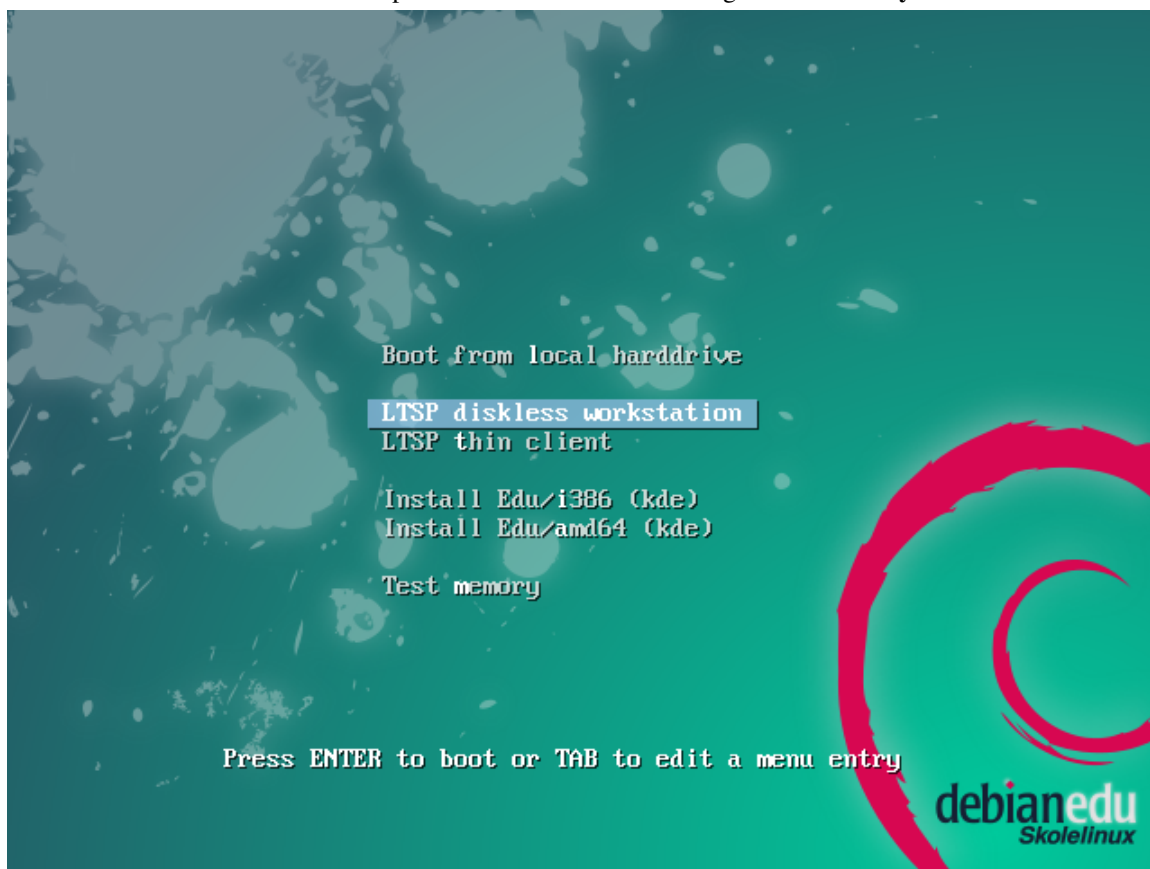 Boot from local harddrive
LTSP diskless workstation
LTSP thin client
Install Edu/i386 (kde)
Install Edu/amd64 (kde)
Test memory
Press ENTER to boot or TAB to edit a menu entry
debianedu
Skolelinux